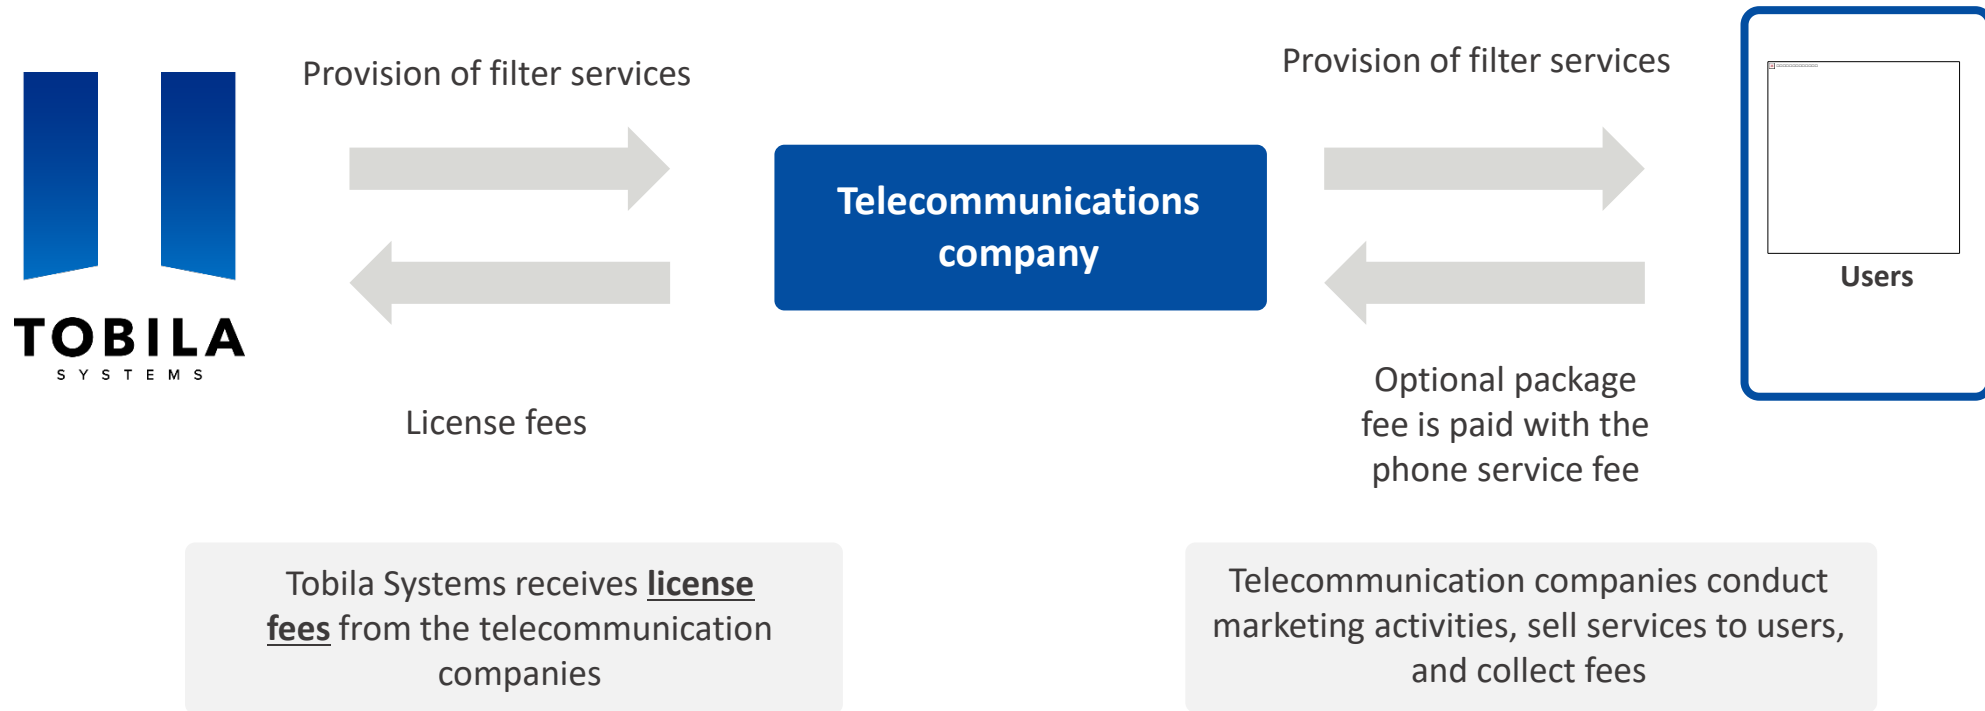 Provision of filter services
TOBILA
SYSTEMS
License fees
Telecommunications
company
Provision of filter services
Users
Optional package
fee is paid with the
phone service fee
Tobila Systems receives license
fees from the telecommunication
companies
Telecommunication companies conduct
marketing activities, sell services to users,
and collect fees